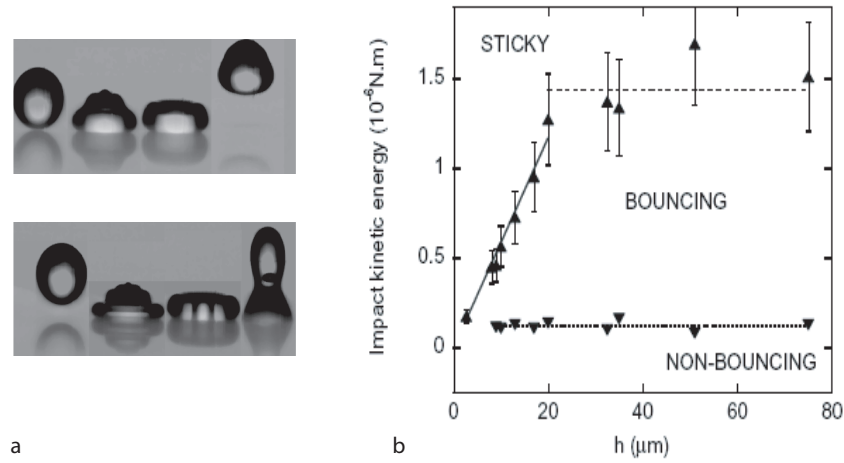 STICKY
BOUNCING
NON-BOUNCING
Impact kinetic energy (10⁻⁶N.m)
1.5
1
0.5
0
0 20 40 60 80
h (μm)
a b